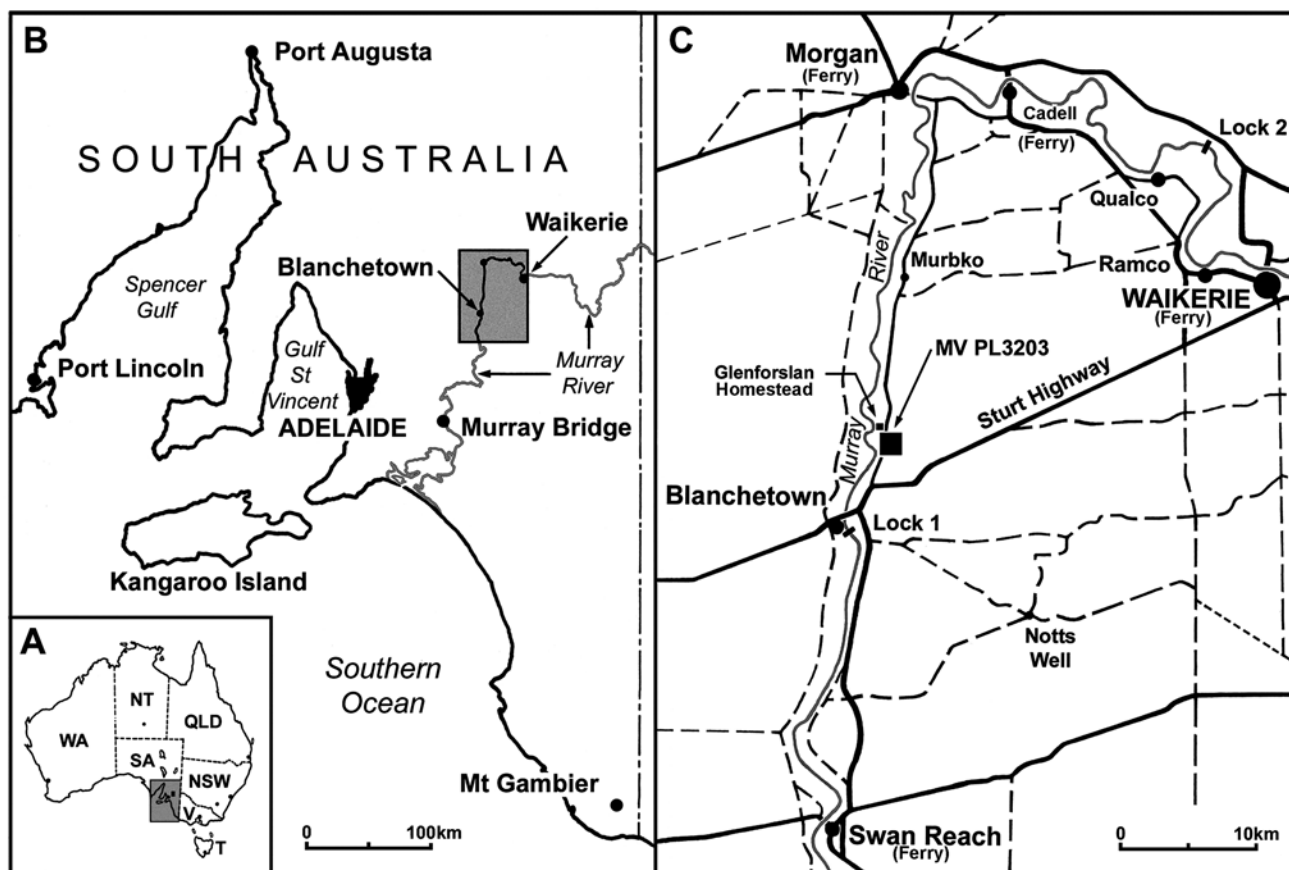 B
Port Augusta
SOUTH AUSTRALIA
Waikerie
Blanchetown
Spencer
Gulf
Gulf
St
Vincent
Murray
River
Port Lincoln
ADELAIDE
Murray Bridge
Kangaroo Island
Southern
Ocean
Mt Gambier
0
100km
A
NT
WA
QLD
SA
NSW
V
T
C
Morgan
(Ferry)
Cadell
(Ferry)
Lock 2
Qualco
River
Murbko
Ramco
WAIKERIE
(Ferry)
MV PL3203
Glenforslan
Homestead
Sturt Highway
Murray
Blanchetown
Lock 1
Notts
Well
Swan Reach
(Ferry)
0
10km